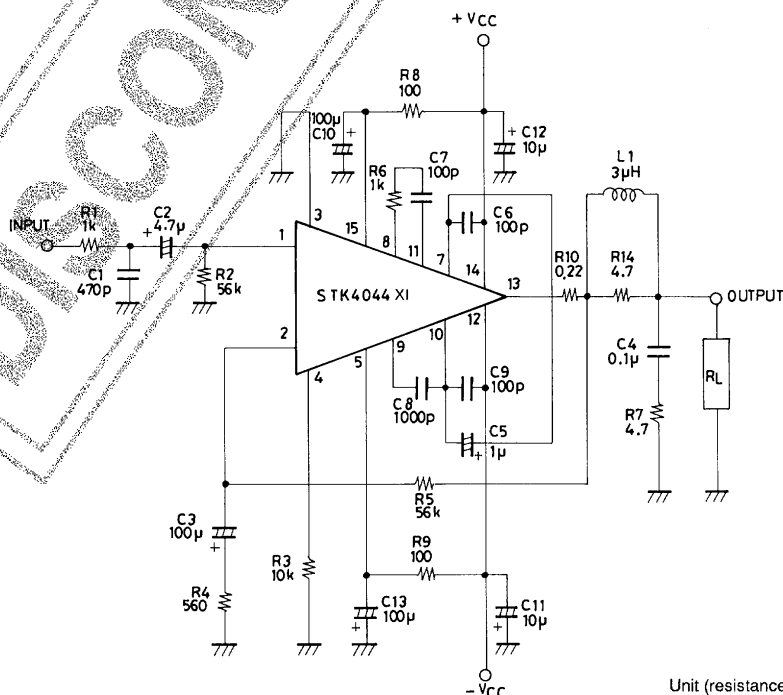 DISCON
+VCC
R8
100
100µ
C10
+
+ C12
10µ
L1
3µH
C7
100p
R6
1k
INPUT
R1
1k
C2
+ 4.7µ
3
15
8
11
C6
100p
7
14
1
C1
470p
R2
56k
STK4044 XI
13
R10
0.22
R14
4.7
OUTPUT
12
10
2
9
4
5
C4
0.1µ
RL
C9
100p
C8
1000p
C5
+ 1µ
R7
4.7
R5
56k
C3
100µ
+
R9
100
R3
10k
R4
560
C13
100µ
+
C11
10µ
+
-VCC
Unit (resistance